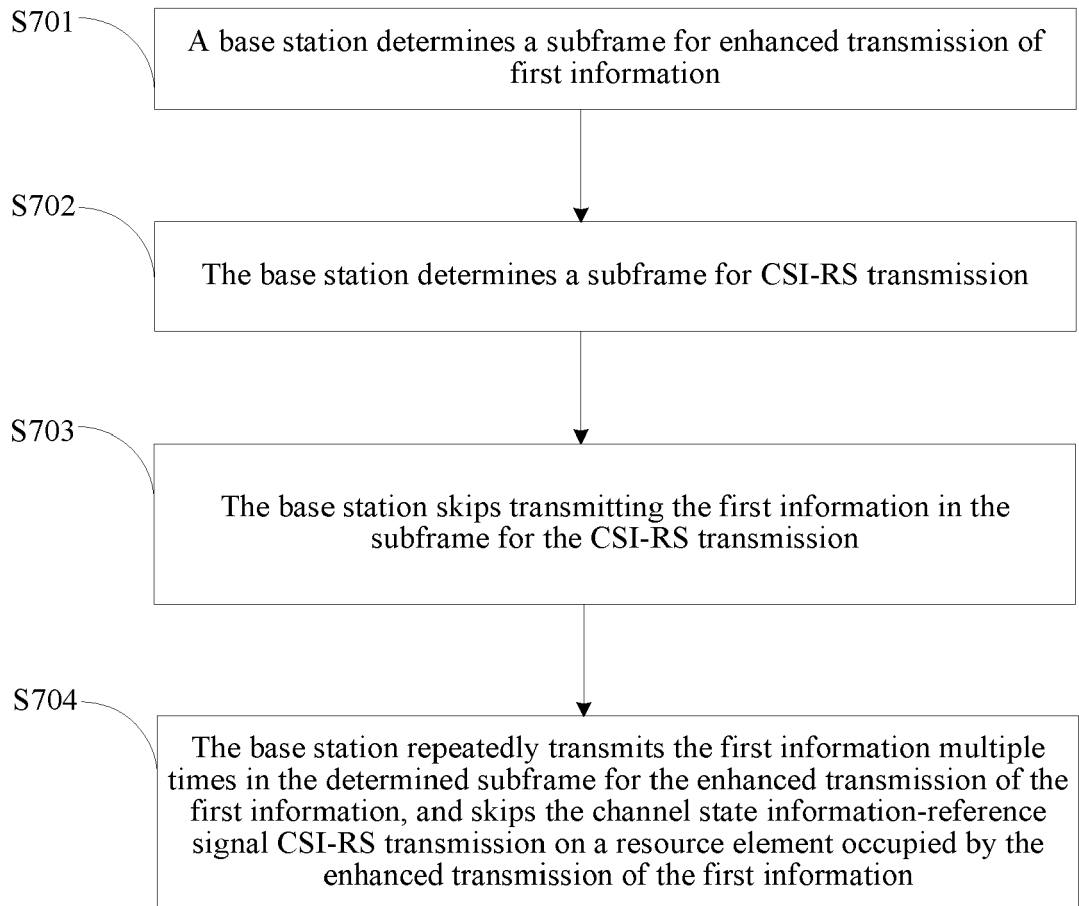 S701
A base station determines a subframe for enhanced transmission of
first information
S702
The base station determines a subframe for CSI-RS transmission
S703
The base station skips transmitting the first information in the
subframe for the CSI-RS transmission
S704
The base station repeatedly transmits the first information multiple
times in the determined subframe for the enhanced transmission of the
first information, and skips the channel state information-reference
signal CSI-RS transmission on a resource element occupied by the
enhanced transmission of the first information